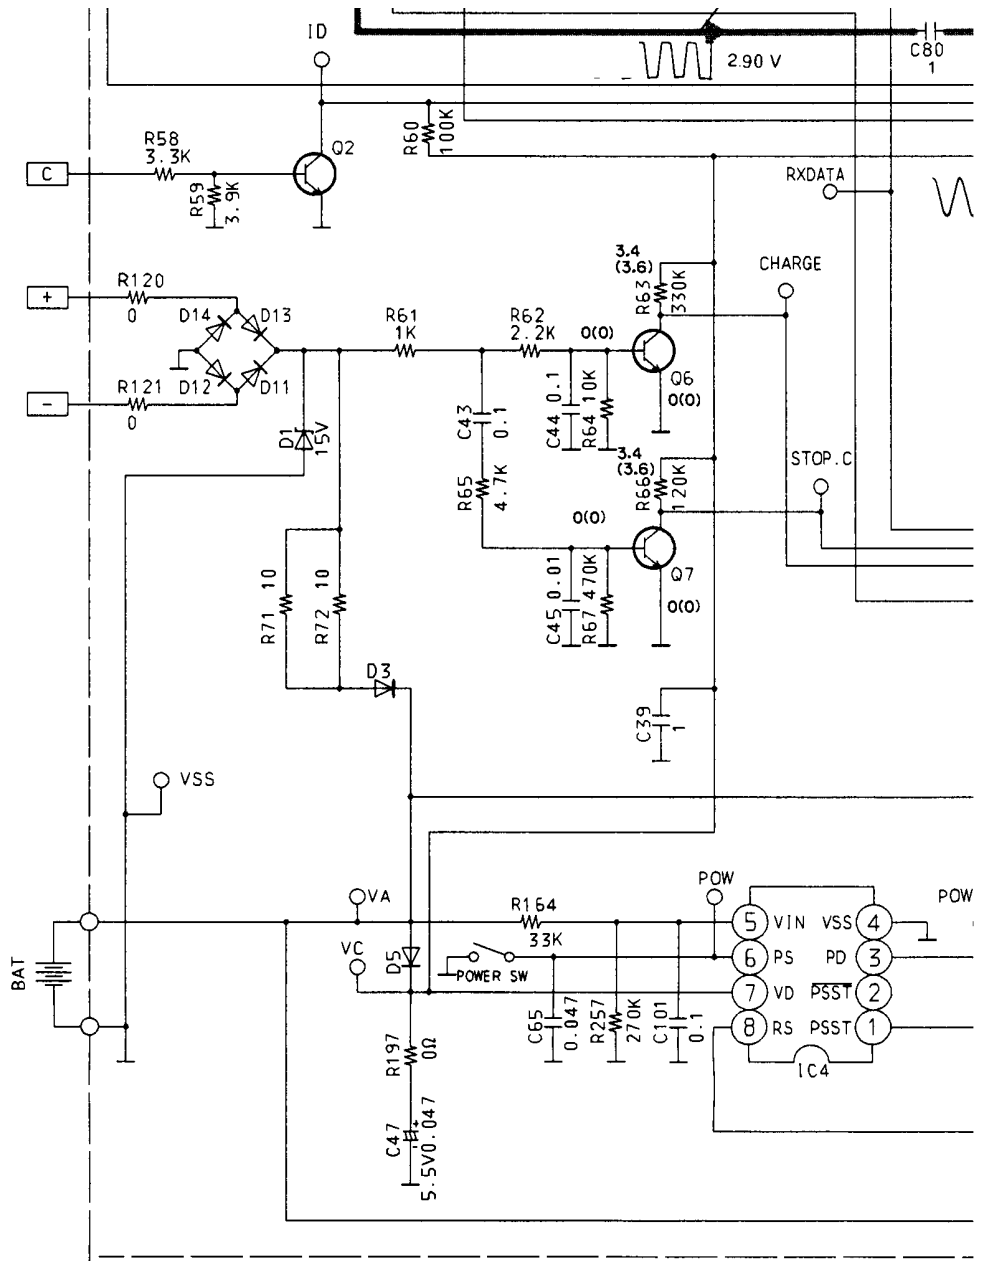 ID
2.90 V
C80
1
R60
100K
R58
3.3K
Q2
C
R59
3.9K
RXDATA
3.4
(3.6)
R63
330K
CHARGE
+
R120
0
D14
D13
R61
1K
R62
2.2K
0(0)
Q6
0(0)
D12
D11
-
R121
0
D1
15V
C43
0.1
C44 0.1
R64 10K
3.4
(3.6)
R66
120K
STOP.C
R65
4.7K
0(0)
Q7
0(0)
R71 10
R72 10
C45 0.01
R67 470K
D3
C39
1
VSS
VA
POW
POW
R164
33K
5
VIN
VSS
4
VC
D5
POWER SW
6
PS
PD
3
BAT
7
VD
PSST
2
8
RS
PSST
1
IC4
R197
0Ω
C65
0.047
R257
270K
C101
0.1
C47
+
-
5.5V0.047